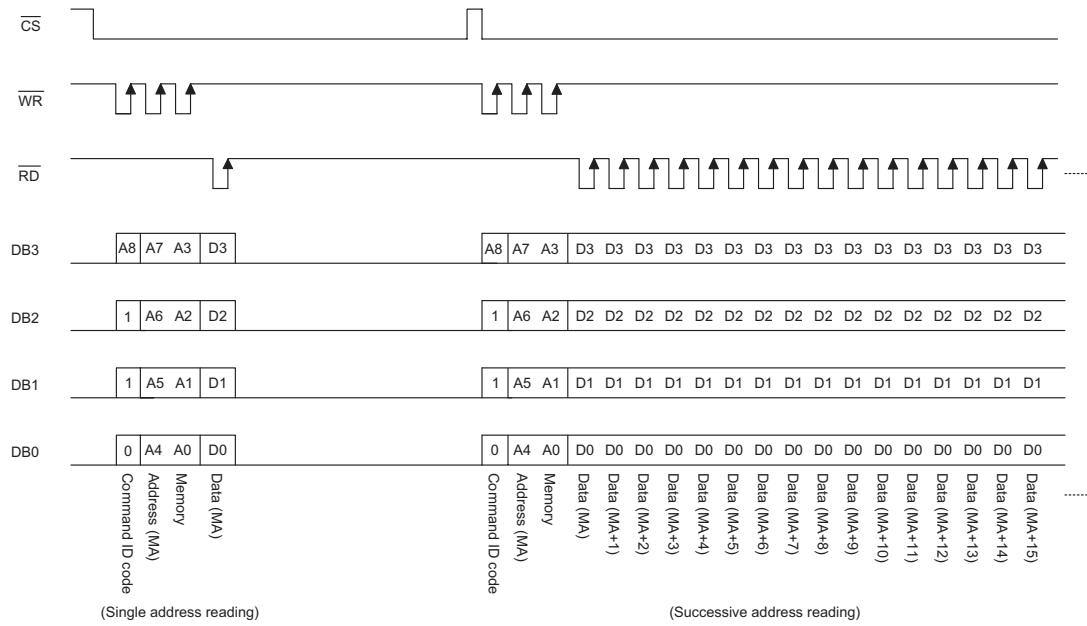 CS
WR
RD
DB3 A8 A7 A3 D3 A8 A7 A3 D3 D3 D3 D3 D3 D3 D3 D3 D3 D3 D3 D3 D3 D3 D3 D3
DB2 1 A6 A2 D2 1 A6 A2 D2 D2 D2 D2 D2 D2 D2 D2 D2 D2 D2 D2 D2 D2 D2 D2
DB1 1 A5 A1 D1 1 A5 A1 D1 D1 D1 D1 D1 D1 D1 D1 D1 D1 D1 D1 D1 D1 D1 D1
DB0 0 A4 A0 D0 0 A4 A0 D0 D0 D0 D0 D0 D0 D0 D0 D0 D0 D0 D0 D0 D0 D0 D0
Command ID code
Address (MA)
Memory
Data (MA)
Command ID code
Address (MA)
Memory
Data (MA)
Data (MA+1)
Data (MA+2)
Data (MA+3)
Data (MA+4)
Data (MA+5)
Data (MA+6)
Data (MA+7)
Data (MA+8)
Data (MA+9)
Data (MA+10)
Data (MA+11)
Data (MA+12)
Data (MA+13)
Data (MA+14)
Data (MA+15)
(Single address reading)
(Successive address reading)